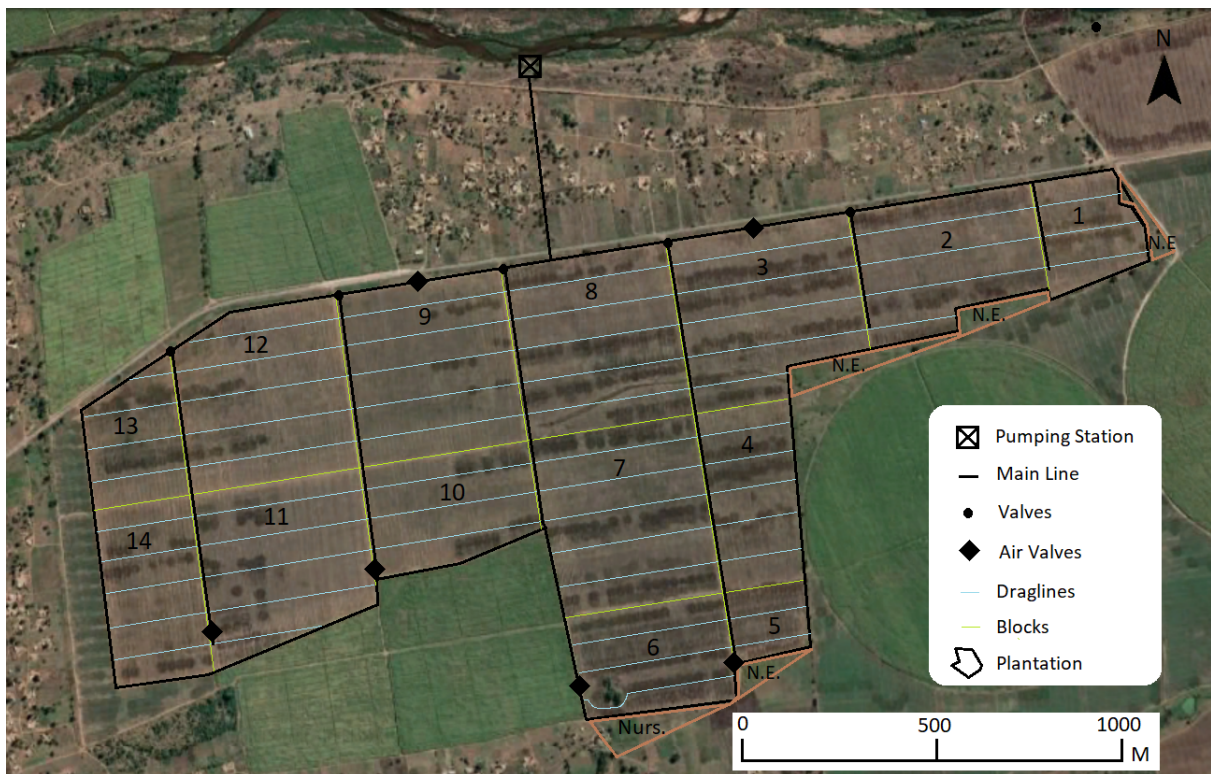 N
1
2
N.E
3
8
9
N.E.
12
N.E.
13
4
7
10
11
14
5
6
N.E.
Nurs.
Pumping Station
Main Line
Valves
Air Valves
Draglines
Blocks
Plantation
0 500 1000
M